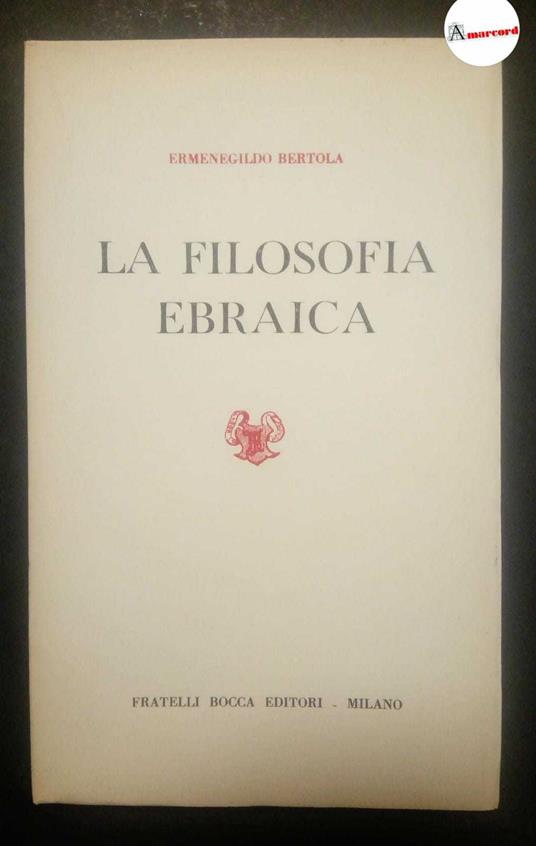 Amarcord
ERMENEGILDO BERTOLA
LA FILOSOFIA
EBRAICA
FRATELLI BOCCA EDITORI - MILANO